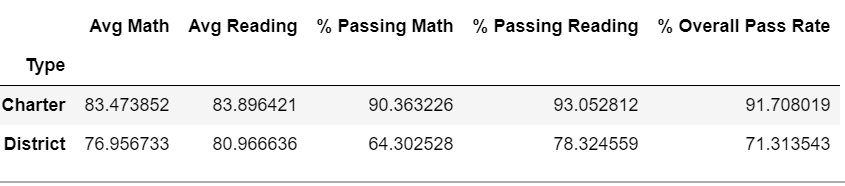 Avg Math Avg Reading % Passing Math % Passing Reading % Overall Pass Rate
Type
Charter 83.473852 83.896421 90.363226 93.052812 91.708019
District 76.956733 80.966636 64.302528 78.324559 71.313543